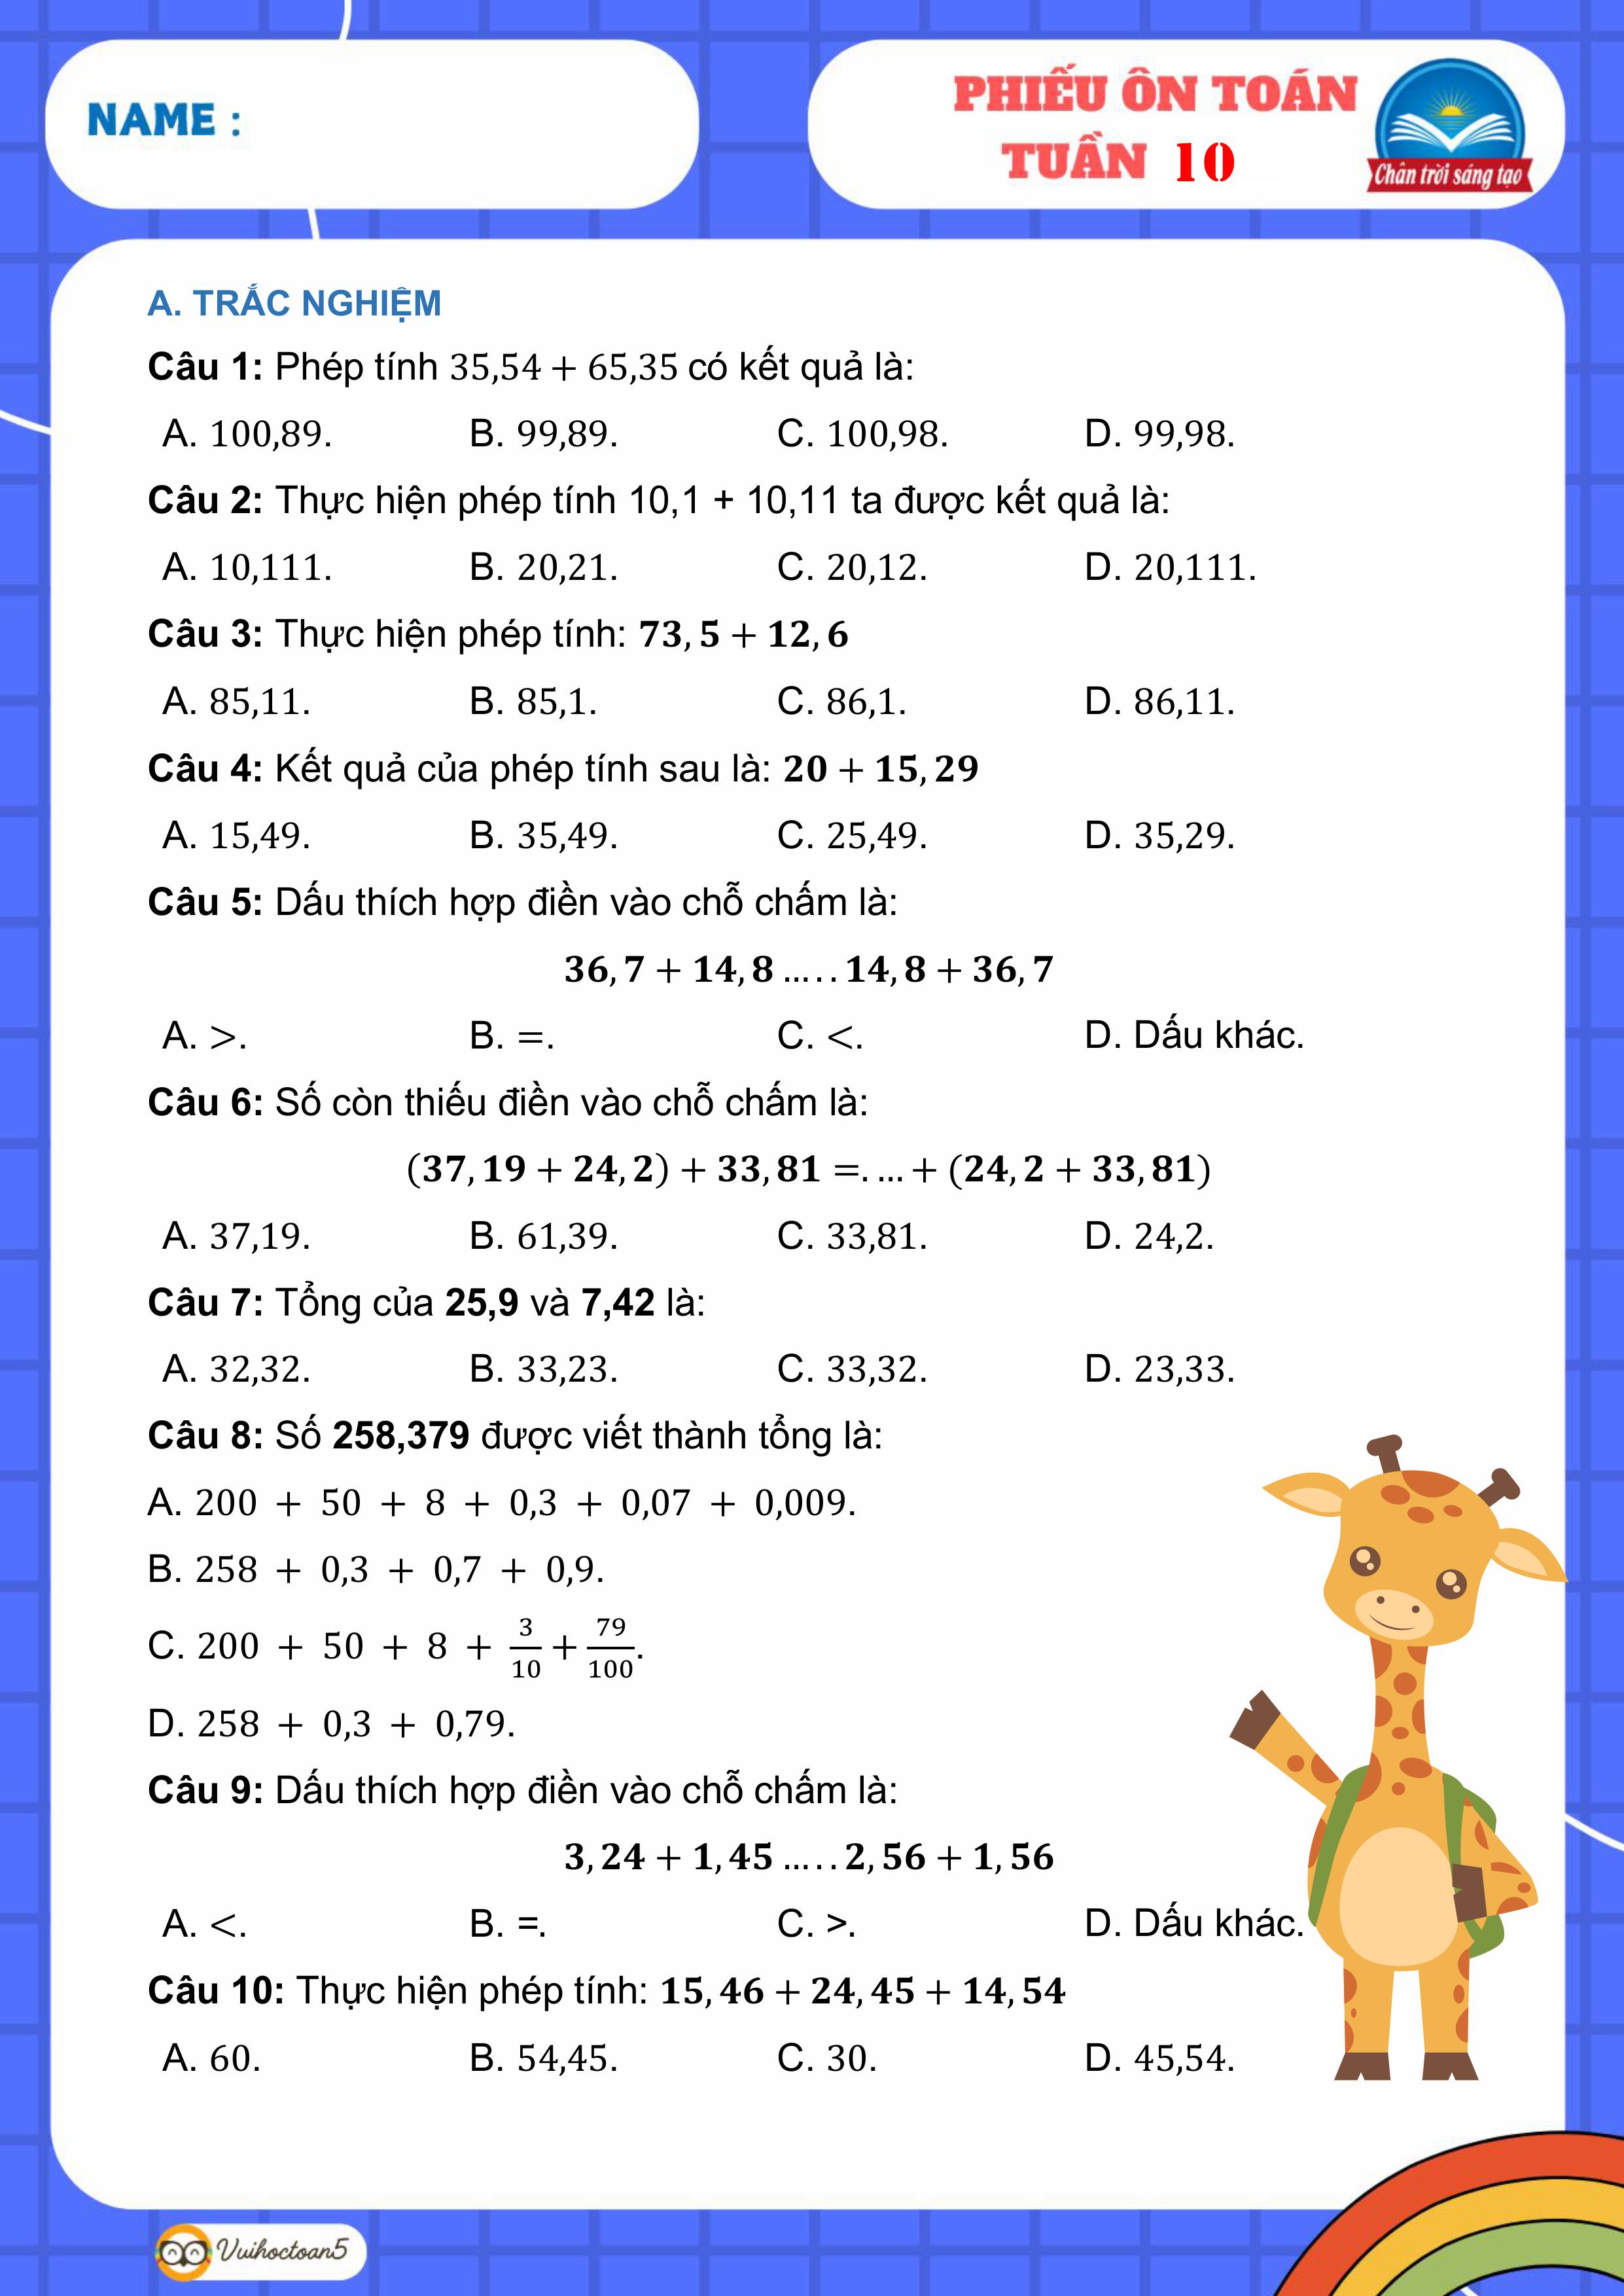 NAME :
PHIẾU ÔN TOÁN
TUẦN 10
Chân trời sáng tạo
A. TRẮC NGHIỆM
Câu 1: Phép tính 35,54 + 65,35 có kết quả là:
A. 100,89. B. 99,89. C. 100,98. D. 99,98.
Câu 2: Thực hiện phép tính 10,1 + 10,11 ta được kết quả là:
A. 10,111. B. 20,21. C. 20,12. D. 20,111.
Câu 3: Thực hiện phép tính: 73, 5 + 12, 6
A. 85,11. B. 85,1. C. 86,1. D. 86,11.
Câu 4: Kết quả của phép tính sau là: 20 + 15, 29
A. 15,49. B. 35,49. C. 25,49. D. 35,29.
Câu 5: Dấu thích hợp điền vào chỗ chấm là:
36, 7 + 14, 8 ..... 14, 8 + 36, 7
A. >. B. =. C. <. D. Dấu khác.
Câu 6: Số còn thiếu điền vào chỗ chấm là:
(37, 19 + 24, 2) + 33, 81 =. ... + (24, 2 + 33, 81)
A. 37,19. B. 61,39. C. 33,81. D. 24,2.
Câu 7: Tổng của 25,9 và 7,42 là:
A. 32,32. B. 33,23. C. 33,32. D. 23,33.
Câu 8: Số 258,379 được viết thành tổng là:
A. 200 + 50 + 8 + 0,3 + 0,07 + 0,009.
B. 258 + 0,3 + 0,7 + 0,9.
C. 200 + 50 + 8 + 3/10 + 79/100.
D. 258 + 0,3 + 0,79.
Câu 9: Dấu thích hợp điền vào chỗ chấm là:
3, 24 + 1, 45 ..... 2, 56 + 1, 56
A. <. B. =. C. >. D. Dấu khác.
Câu 10: Thực hiện phép tính: 15, 46 + 24, 45 + 14, 54
A. 60. B. 54,45. C. 30. D. 45,54.
Vuihoctoan5